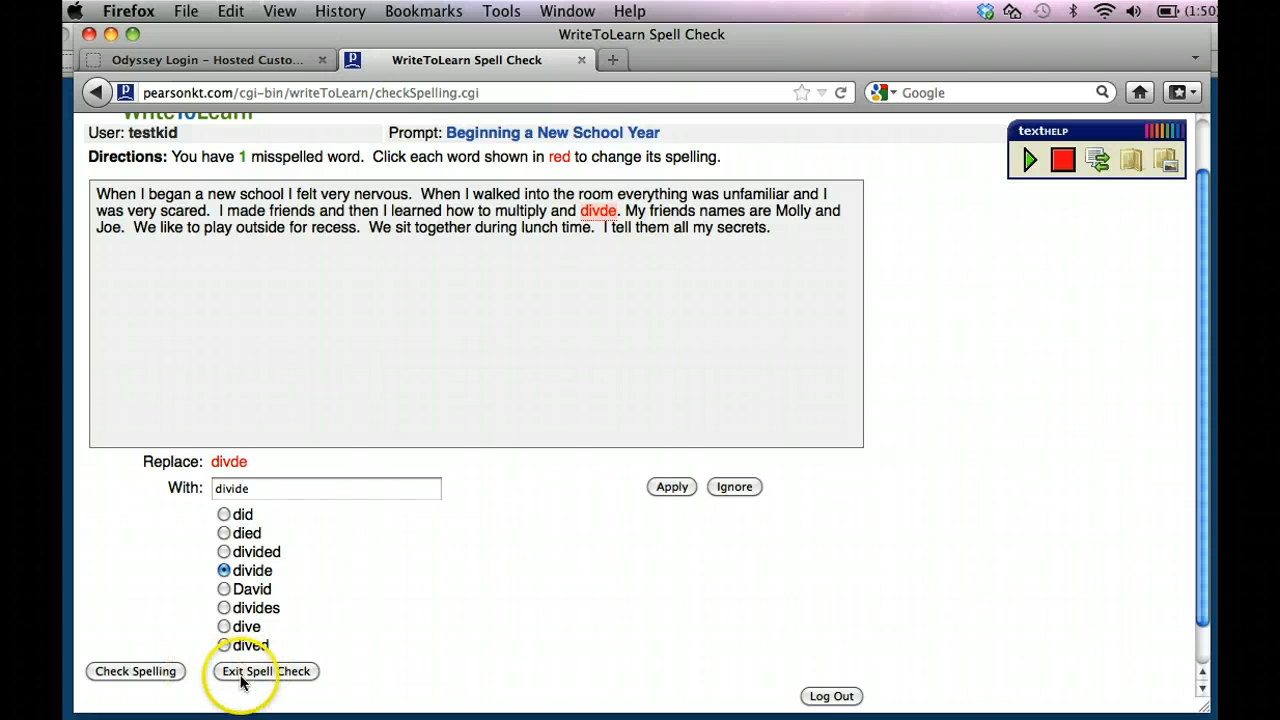 Firefox File Edit View History Bookmarks Tools Window Help (1:50
WriteToLearn Spell Check
Odyssey Login – Hosted Custo... WriteToLearn Spell Check
pearsonkt.com/cgi-bin/writeToLearn/checkSpelling.cgi Google
WriteToLearn
User: testkid Prompt: Beginning a New School Year
textHELP
Directions: You have 1 misspelled word. Click each word shown in red to change its spelling.
When I began a new school I felt very nervous. When I walked into the room everything was unfamiliar and I
was very scared. I made friends and then I learned how to multiply and divde. My friends names are Molly and
Joe. We like to play outside for recess. We sit together during lunch time. I tell them all my secrets.
Replace: divde
With: divide Apply Ignore
did
died
divided
divide
David
divides
dive
dived
Check Spelling Exit Spell Check
Log Out